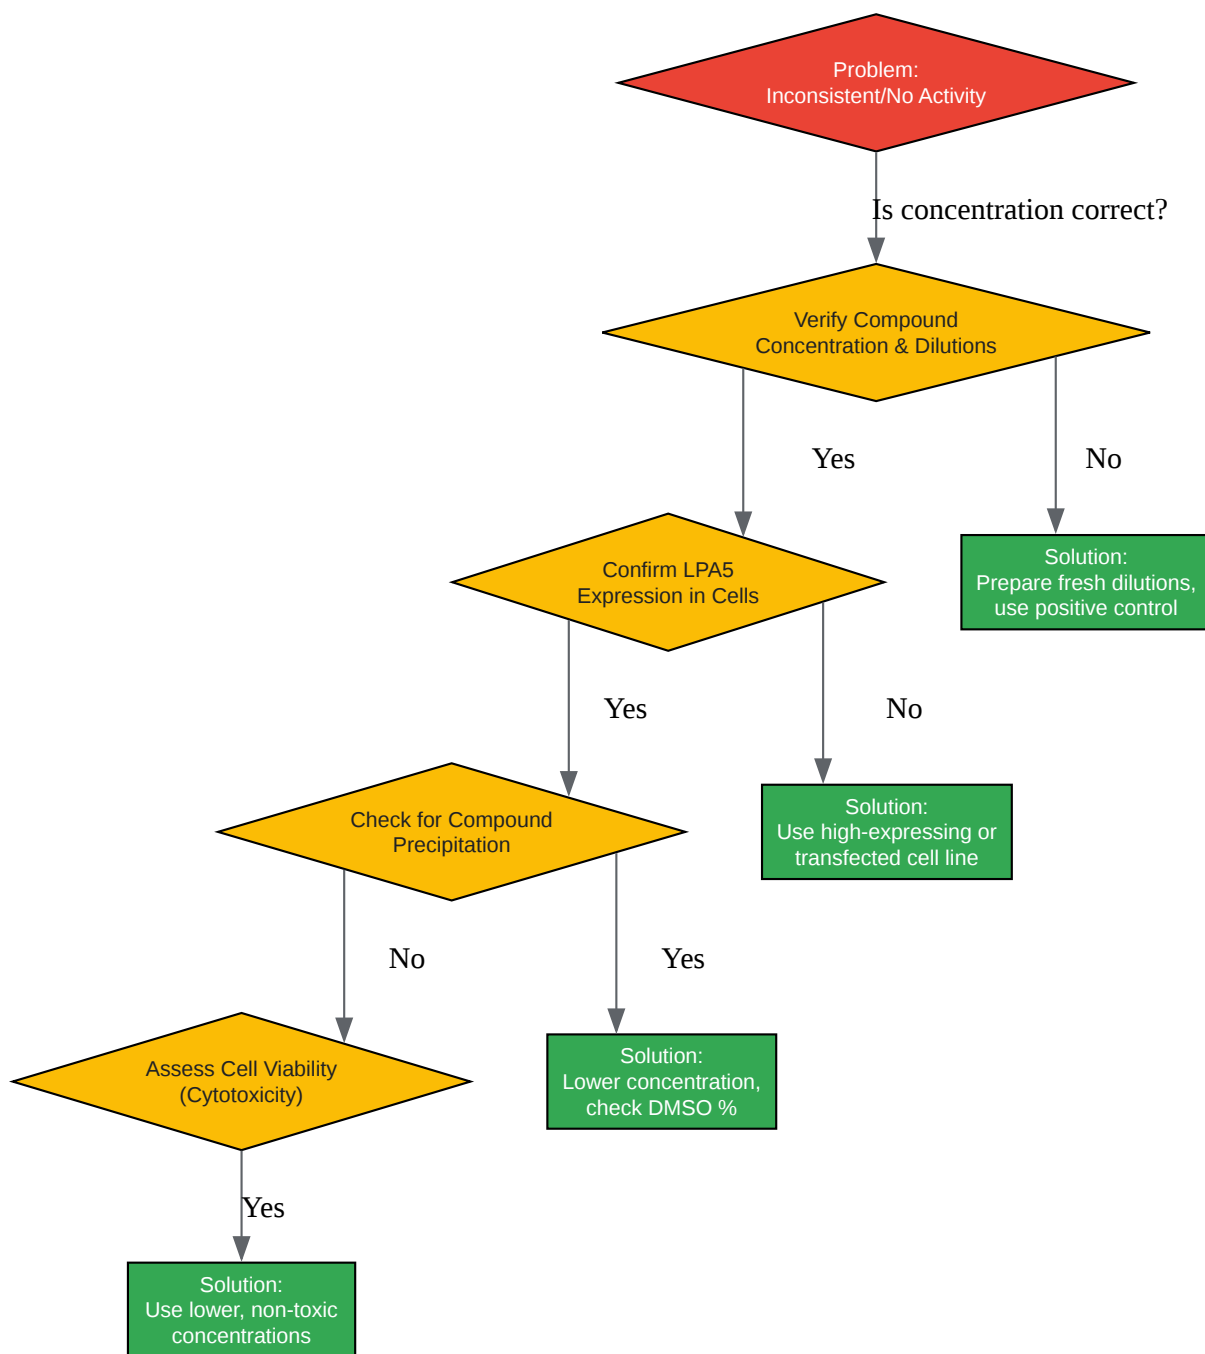 Problem:
Inconsistent/No Activity
Is concentration correct?
Verify Compound
Concentration & Dilutions
Yes
No
Confirm LPA5
Expression in Cells
Solution:
Prepare fresh dilutions,
use positive control
Yes
No
Check for Compound
Precipitation
Solution:
Use high-expressing or
transfected cell line
No
Yes
Assess Cell Viability
(Cytotoxicity)
Solution:
Lower concentration,
check DMSO %
Yes
Solution:
Use lower, non-toxic
concentrations